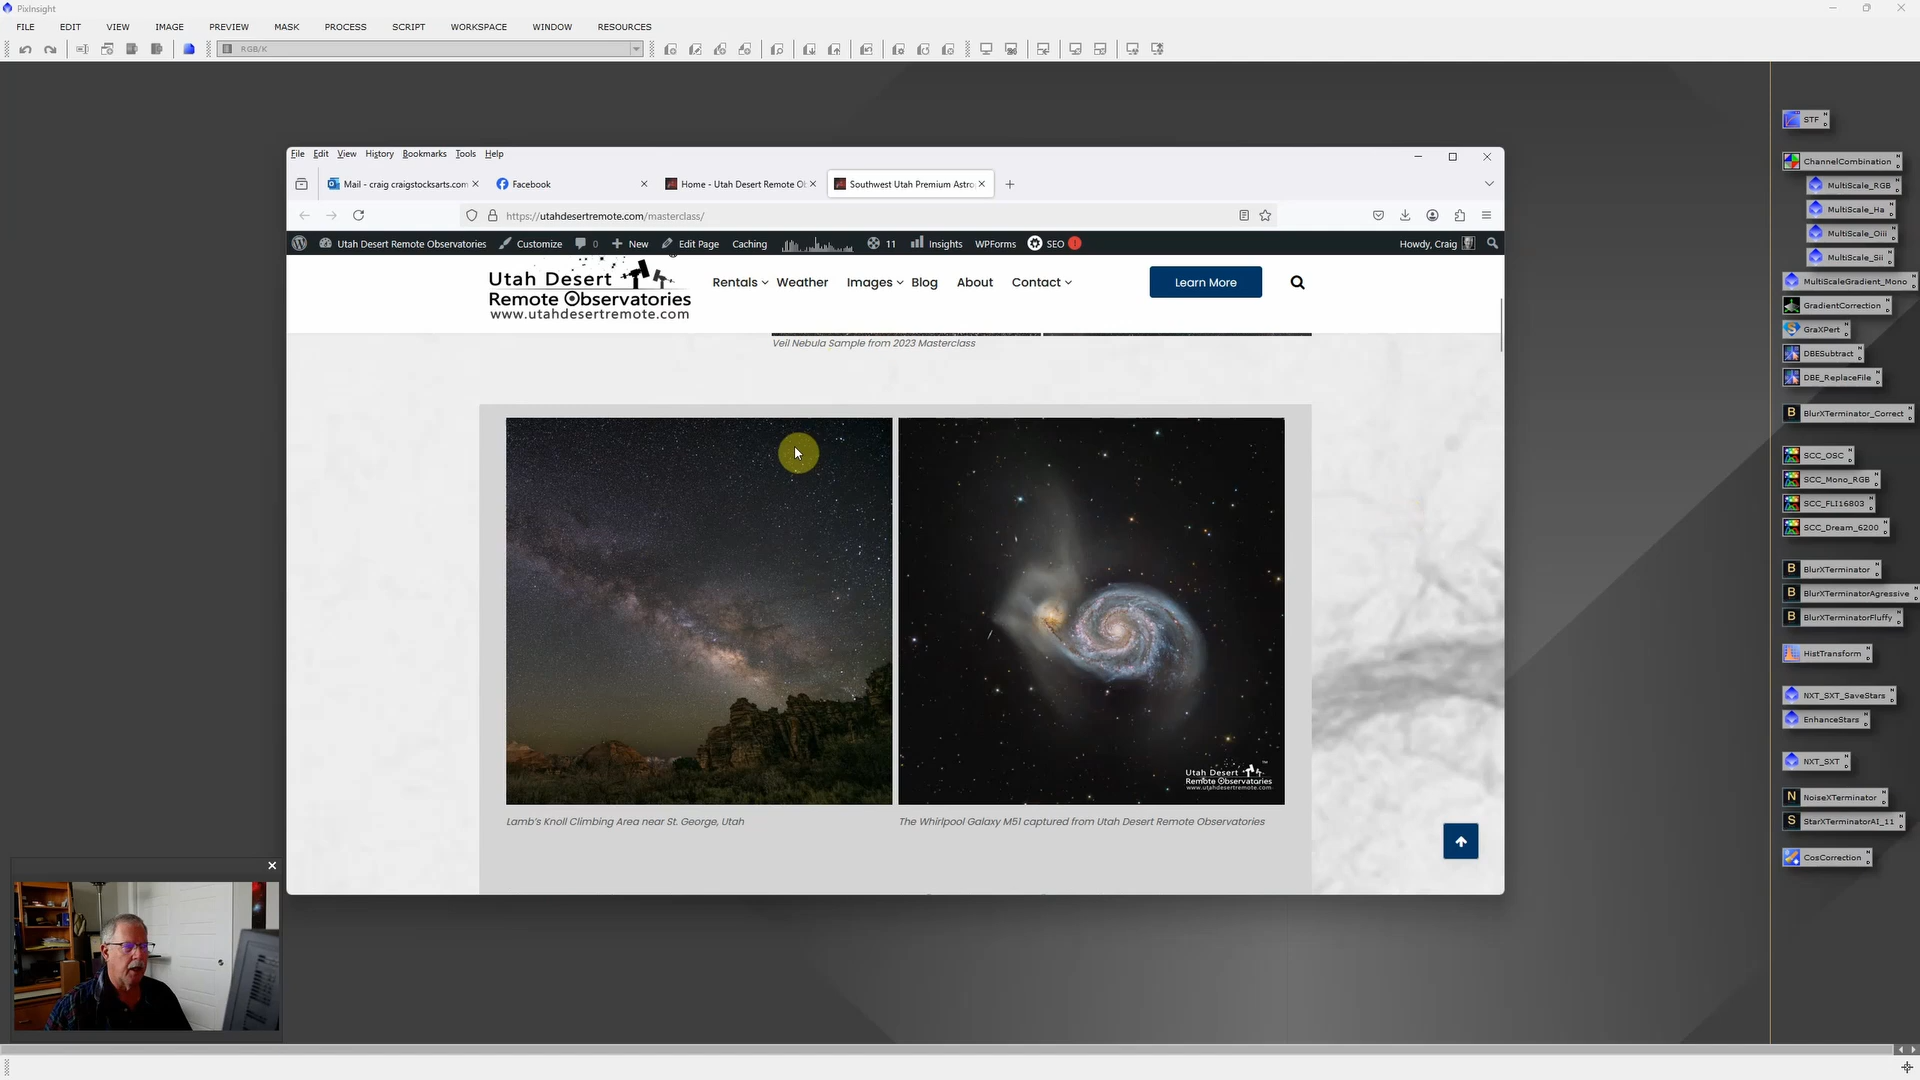 PixInsight
FILE EDIT VIEW IMAGE PREVIEW MASK PROCESS SCRIPT WORKSPACE WINDOW RESOURCES
RGB/K
File Edit View History Bookmarks Tools Help
Mail - craig craigstocksarts.com
Facebook
Home - Utah Desert Remote Ob
Southwest Utah Premium Astro
https://utahdesertremote.com/masterclass/
Utah Desert Remote Observatories Customize 0 New Edit Page Caching 11 Insights WPForms SEO ! Howdy, Craig
Utah Desert
Remote Observatories
www.utahdesertremote.com
Rentals Weather Images Blog About Contact
Learn More
Veil Nebula Sample from 2023 Masterclass
Utah Desert
Remote Observatories
www.utahdesertremote.com
Lamb's Knoll Climbing Area near St. George, Utah
The Whirlpool Galaxy M51 captured from Utah Desert Remote Observatories
STF
ChannelCombination
MultiScale_RGB
MultiScale_Ha
MultiScale_Oiii
MultiScale_Sii
MultiScaleGradient_Mono
GradientCorrection
GraXpert
DBESubtract
DBE_ReplaceFile
BlurXTerminator_Correct
SCC_OSC
SCC_Mono_RGB
SCC_FLI16803
SCC_Dream_6200
BlurXTerminator
BlurXTerminatorAgressive
BlurXTerminatorFluffy
HistTransform
NXT_SXT_SaveStars
EnhanceStars
NXT_SXT
NoiseXTerminator
StarXTerminatorAI_11
CosCorrection